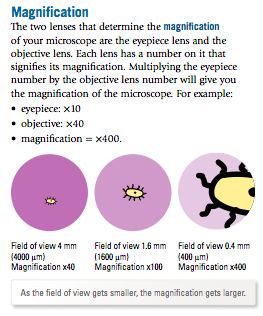 Magnification
The two lenses that determine the magnification
of your microscope are the eyepiece lens and the
objective lens. Each lens has a number on it that
signifies its magnification. Multiplying the eyepiece
number by the objective lens number will give you
the magnification of the microscope. For example:
• eyepiece: ×10
• objective: ×40
• magnification = ×400.
Field of view 4 mm
(4000 µm)
Magnification x40
Field of view 1.6 mm
(1600 µm)
Magnification x100
Field of view 0.4 mm
(400 µm)
Magnification x400
As the field of view gets smaller, the magnification gets larger.